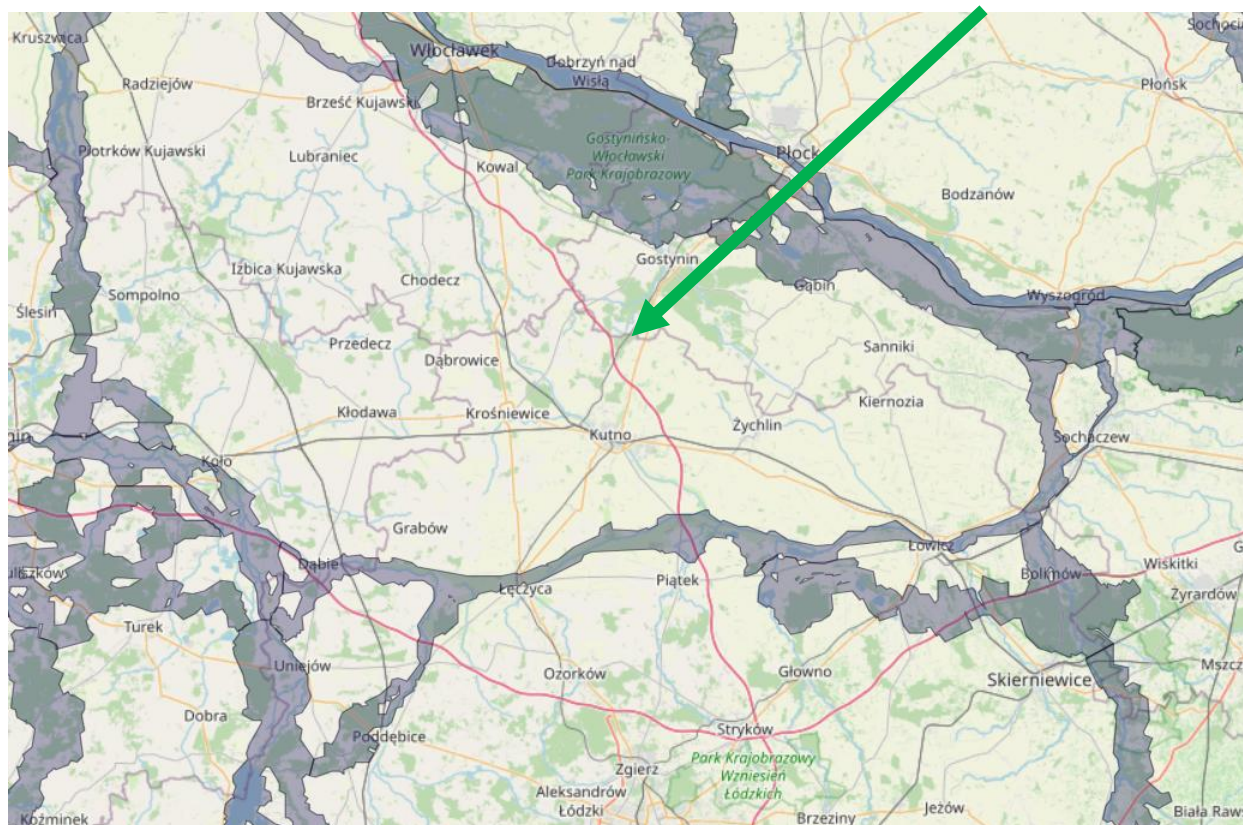 Kruszwica
Włocławek
Dobrzyń nad
Wisłą
Płońsk
Radziejów
Brześć Kujawski
Gostynińsko-
Włocławski
Park Krajobrazowy
Płock
Piotrków Kujawski
Lubraniec
Kowal
Bodzanów
Izbica Kujawska
Chodecz
Gostynin
Gąbin
Sompolno
Wyszogród
Ślesin
Przedecz
Dąbrowice
Sanniki
Kłodawa
Krośniewice
Kiernozia
Kutno
Żychlin
Sochaczew
Koło
Grabów
Łowicz
Dąbie
Bolimów
Wiskitki
Łęczyca
Piątek
Żyrardów
Turek
Uniejów
Ozorków
Głowno
Skierniewice
Dobra
Poddębice
Stryków
Park Krajobrazowy
Wzniesień
Łódzkich
Zgierz
Aleksandrów
Łódzki
Jeżów
Koźminek
Brzeziny